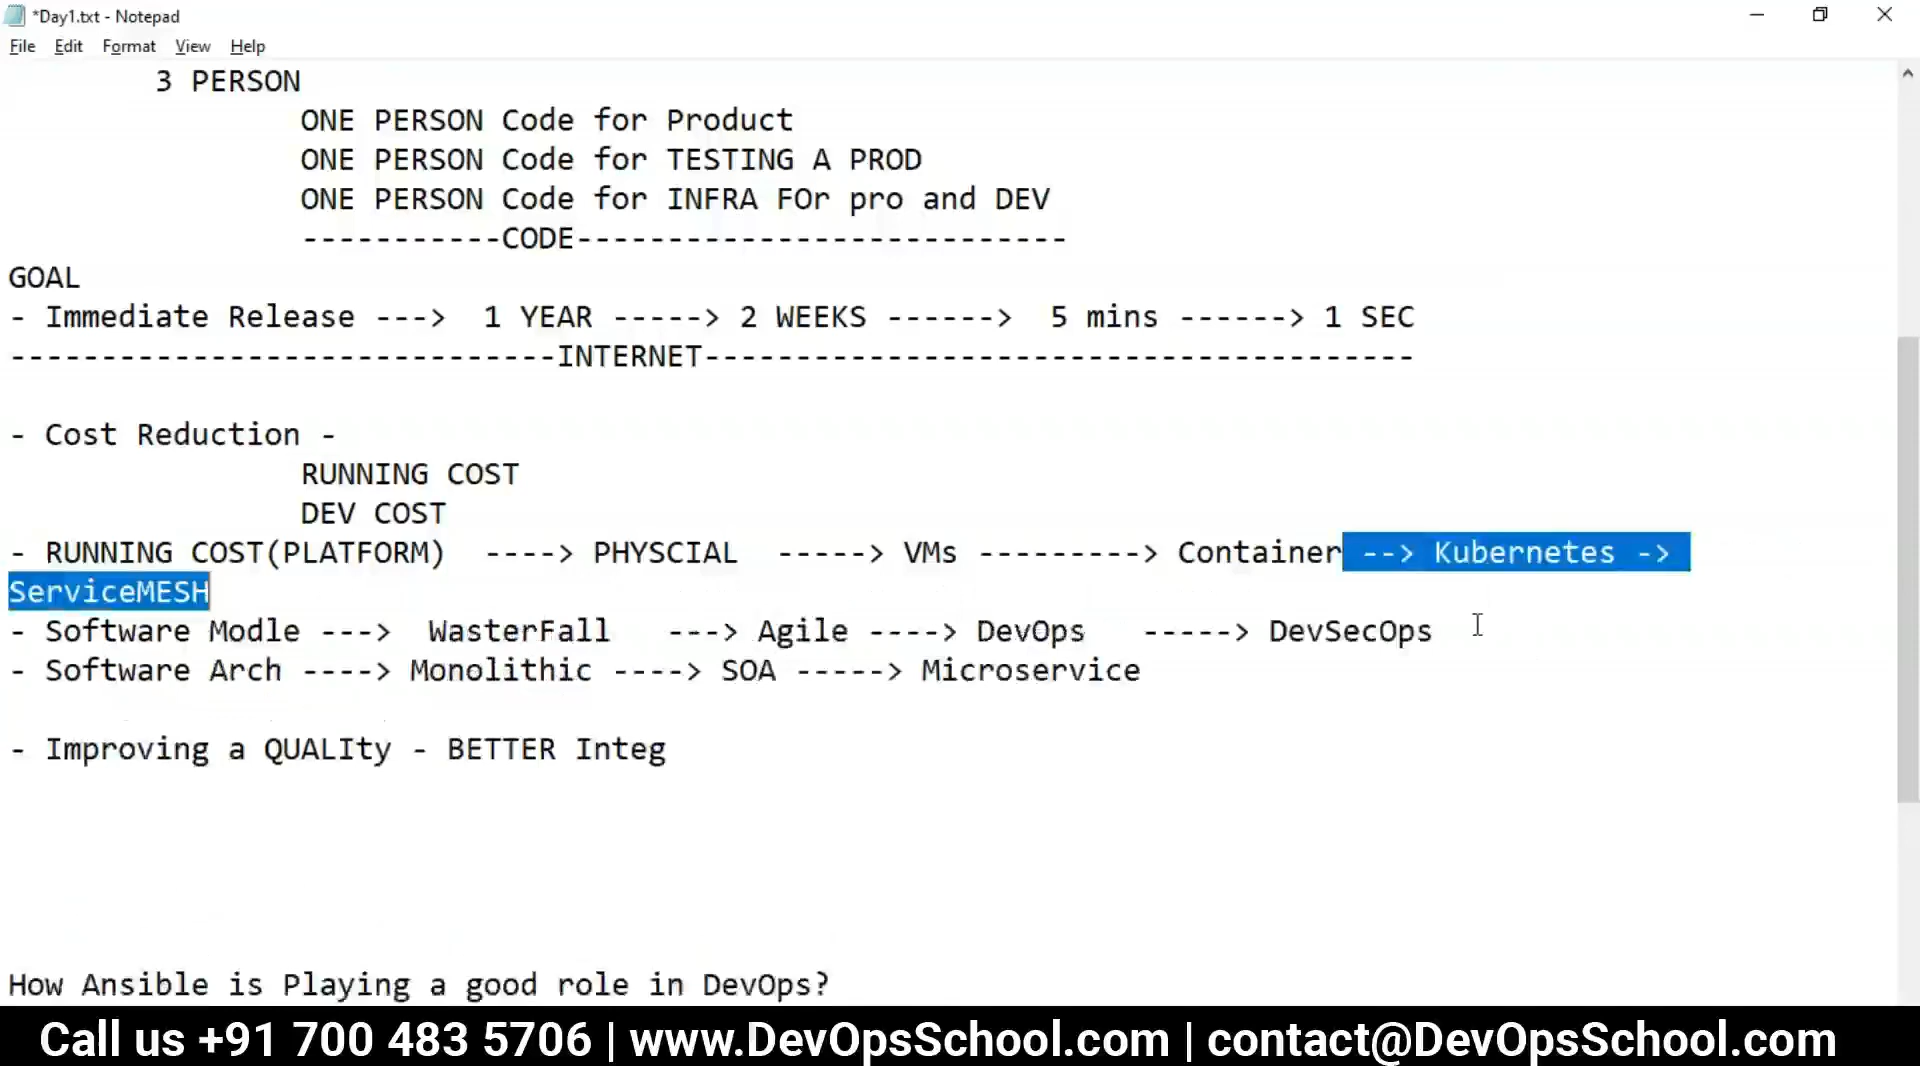 *Day1.txt - Notepad
File Edit Format View Help
3 PERSON
ONE PERSON Code for Product
ONE PERSON Code for TESTING A PROD
ONE PERSON Code for INFRA FOr pro and DEV
-----------CODE---------------------------
GOAL
- Immediate Release --->  1 YEAR -----> 2 WEEKS ------>  5 mins ------> 1 SEC
------------------------------INTERNET---------------------------------------
- Cost Reduction -
RUNNING COST
DEV COST
- RUNNING COST(PLATFORM)  ----> PHYSCIAL  -----> VMs ---------> Container --> Kubernetes ->
ServiceMESH
- Software Modle --->  WasterFall   ---> Agile ----> DevOps   -----> DevSecOps
- Software Arch ----> Monolithic ----> SOA -----> Microservice
- Improving a QUALIty - BETTER Integ
How Ansible is Playing a good role in DevOps?
Call us +91 700 483 5706 | www.DevOpsSchool.com | contact@DevOpsSchool.com